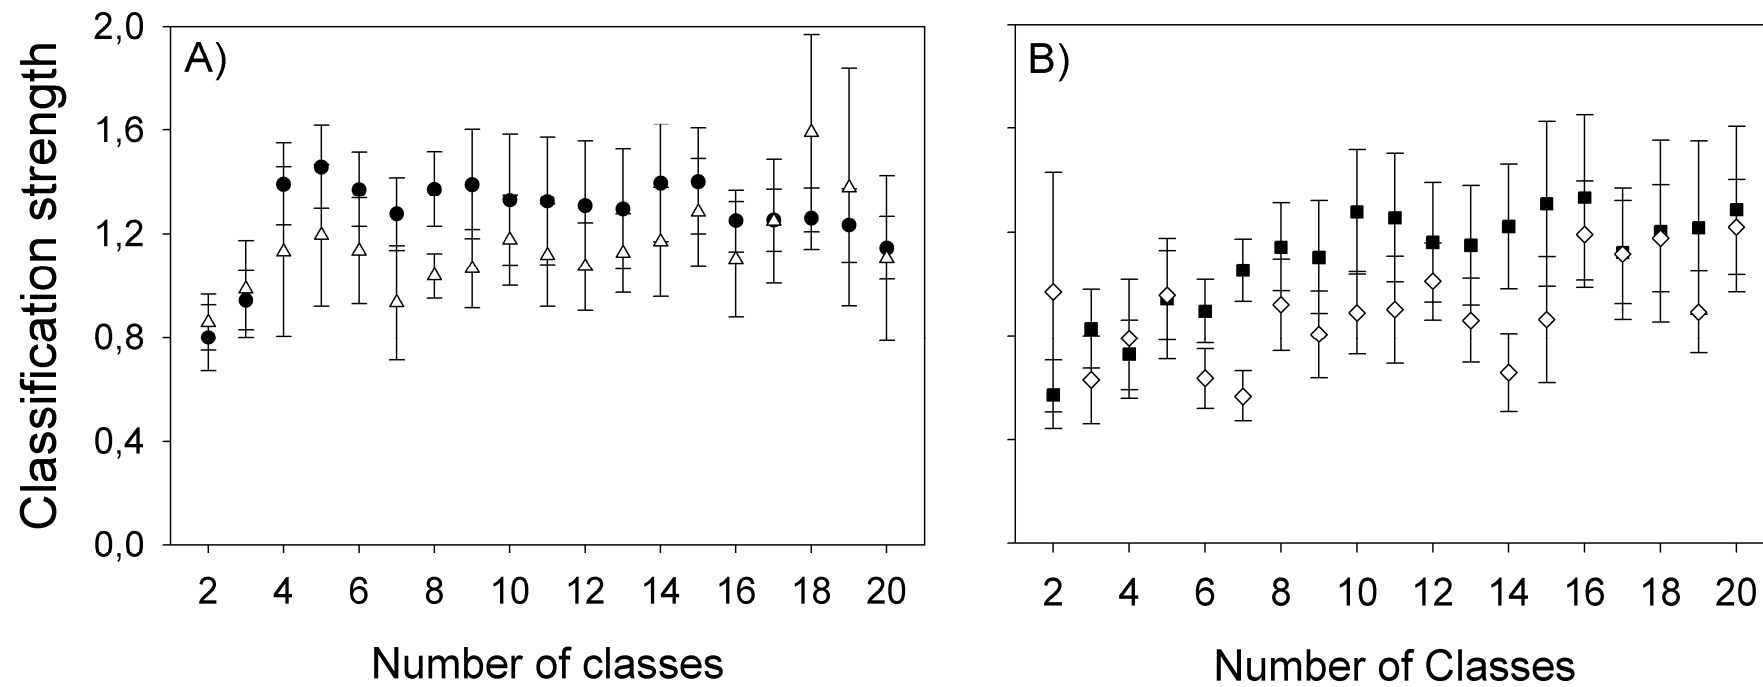 Classification strength
2,0
1,6
1,2
0,8
0,4
0,0
A)
2 4 6 8 10 12 14 16 18 20
Number of classes
B)
2 4 6 8 10 12 14 16 18 20
Number of Classes